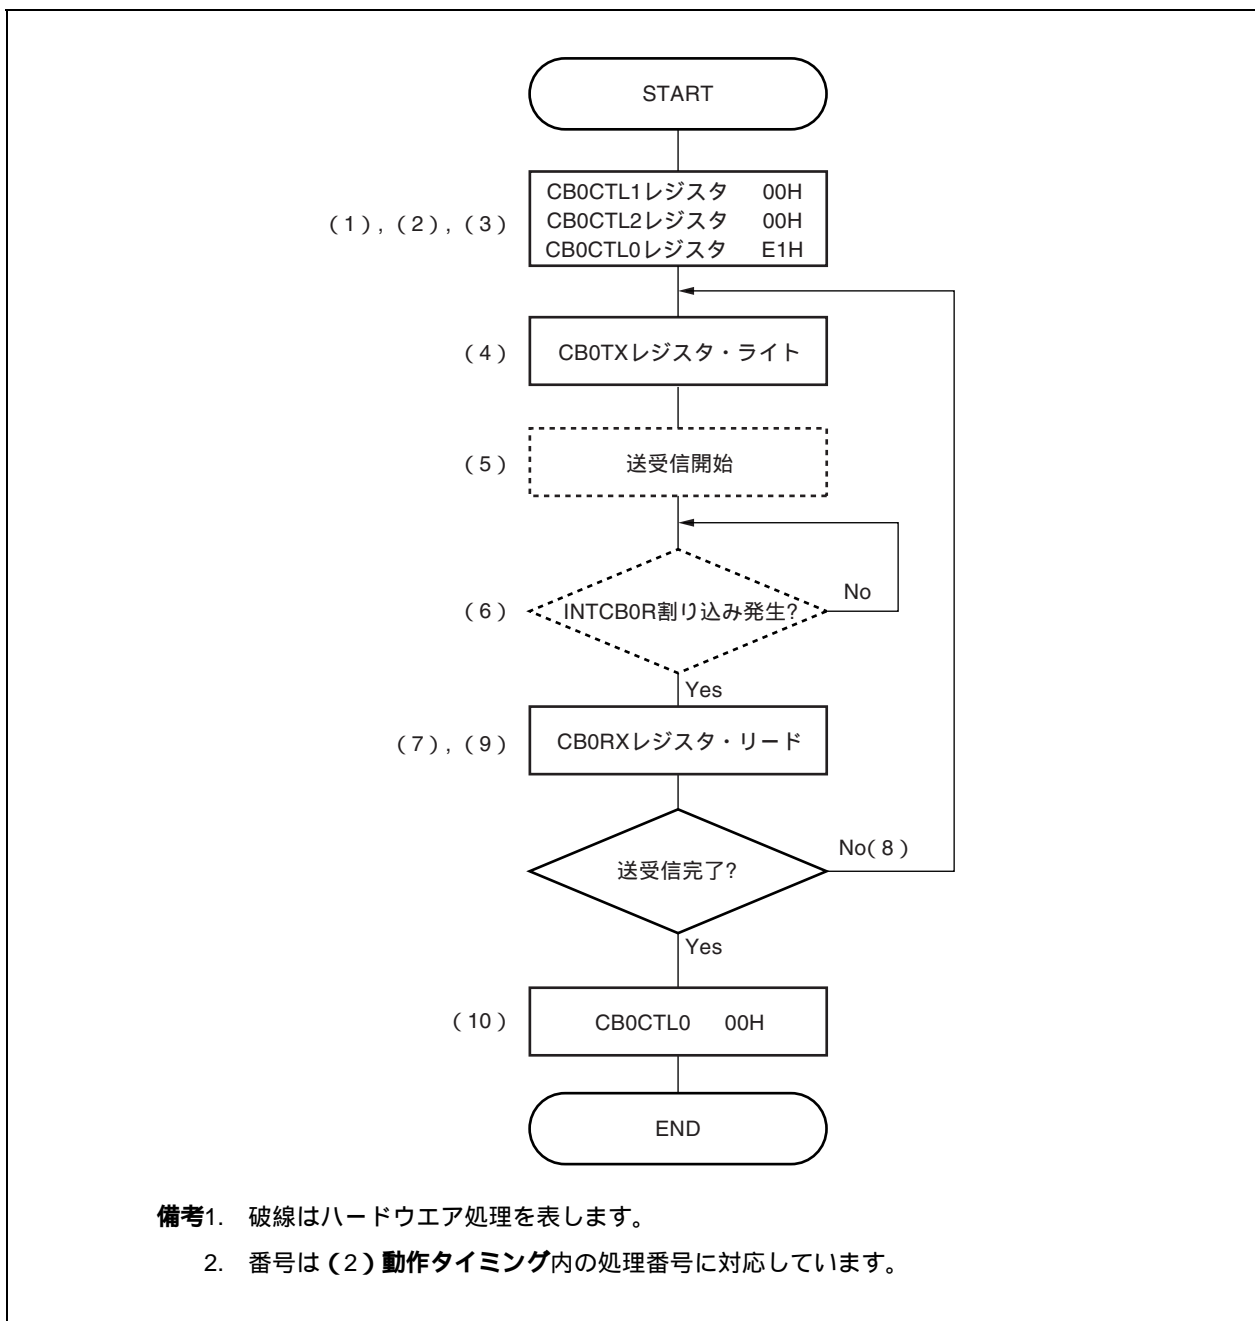 START
(1),(2),(3)
CB0CTL1レジスタ 00H
CB0CTL2レジスタ 00H
CB0CTL0レジスタ E1H
(4)
CB0TXレジスタ・ライト
(5)
送受信開始
(6)
INTCB0R割り込み発生?
No
Yes
(7),(9)
CB0RXレジスタ・リード
送受信完了?
No(8)
Yes
(10)
CB0CTL0 00H
END
備考1. 破線はハードウエア処理を表します。
2. 番号は(2)動作タイミング内の処理番号に対応しています。